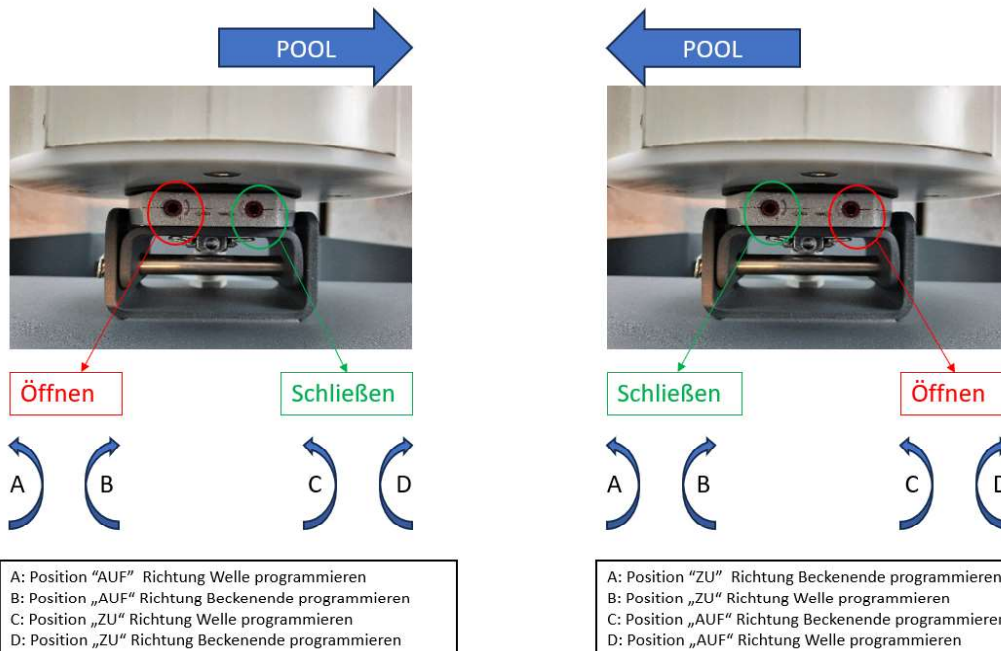 POOL
Öffnen
Schließen
A
B
C
D
A: Position “AUF” Richtung Welle programmieren
B: Position „AUF“ Richtung Beckenende programmieren
C: Position „ZU“ Richtung Welle programmieren
D: Position „ZU“ Richtung Beckenende programmieren
POOL
Schließen
Öffnen
A
B
C
D
A: Position “ZU” Richtung Beckenende programmieren
B: Position „ZU“ Richtung Welle programmieren
C: Position „AUF“ Richtung Beckenende programmieren
D: Position „AUF“ Richtung Welle programmieren